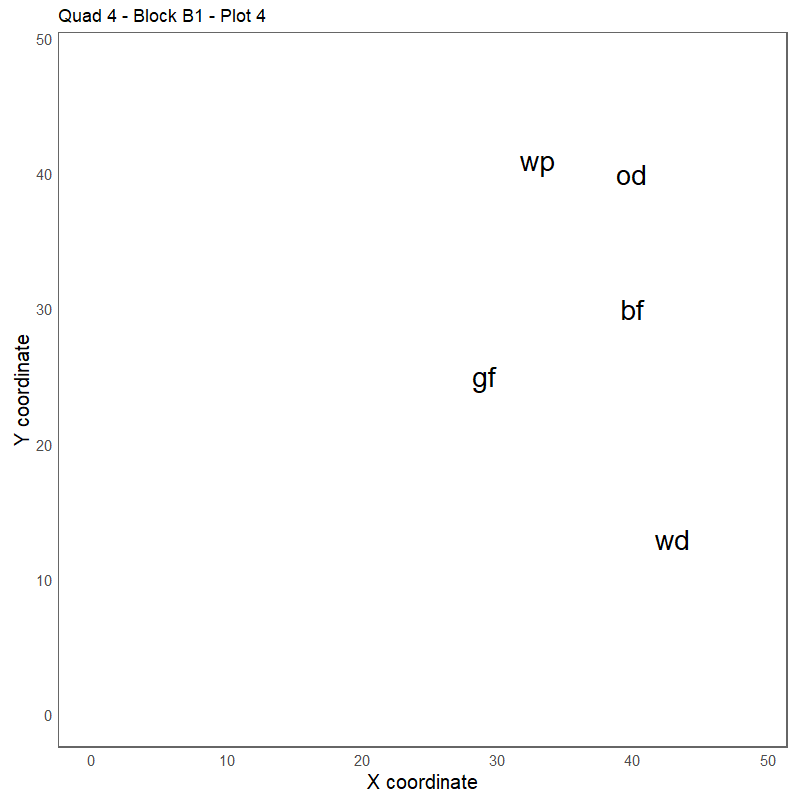 Quad 4 - Block B1 - Plot 4
50
wp
od
40
bf
30
gf
Y coordinate
20
wd
10
0
0 10 20 30 40 50
X coordinate